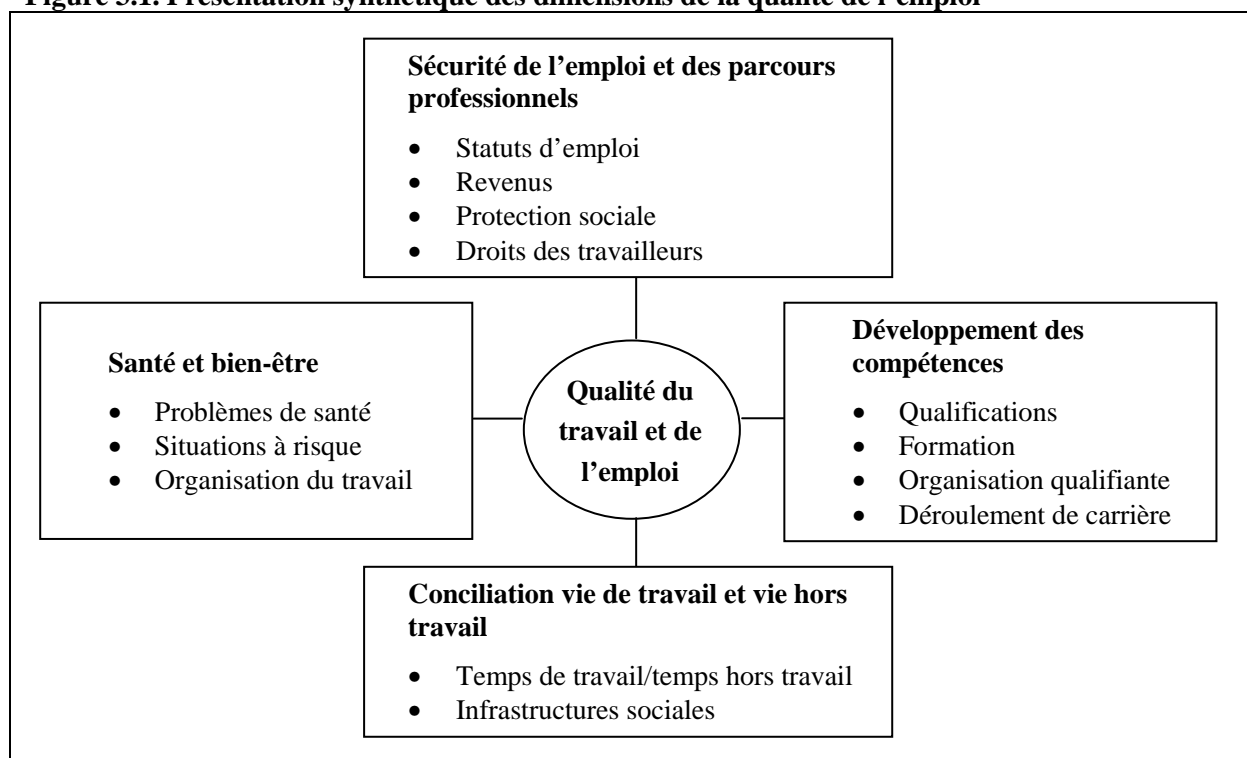 Figure 3.1. Présentation synthétique des dimensions de la qualité de l'emploi
Sécurité de l’emploi et des parcours
professionnels
• Statuts d’emploi
• Revenus
• Protection sociale
• Droits des travailleurs
Santé et bien-être
• Problèmes de santé
• Situations à risque
• Organisation du travail
Qualité du
travail et de
l’emploi
Développement des
compétences
• Qualifications
• Formation
• Organisation qualifiante
• Déroulement de carrière
Conciliation vie de travail et vie hors
travail
• Temps de travail/temps hors travail
• Infrastructures sociales